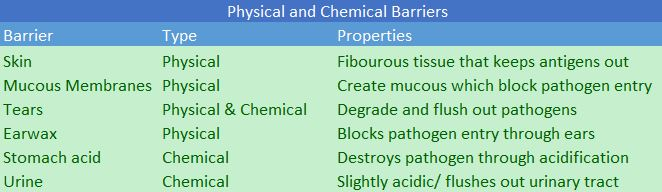 Physical and Chemical Barriers
Barrier Type Properties
Skin Physical Fibourous tissue that keeps antigens out
Mucous Membranes Physical Create mucous which block pathogen entry
Tears Physical & Chemical Degrade and flush out pathogens
Earwax Physical Blocks pathogen entry through ears
Stomach acid Chemical Destroys pathogen through acidification
Urine Chemical Slightly acidic/ flushes out urinary tract